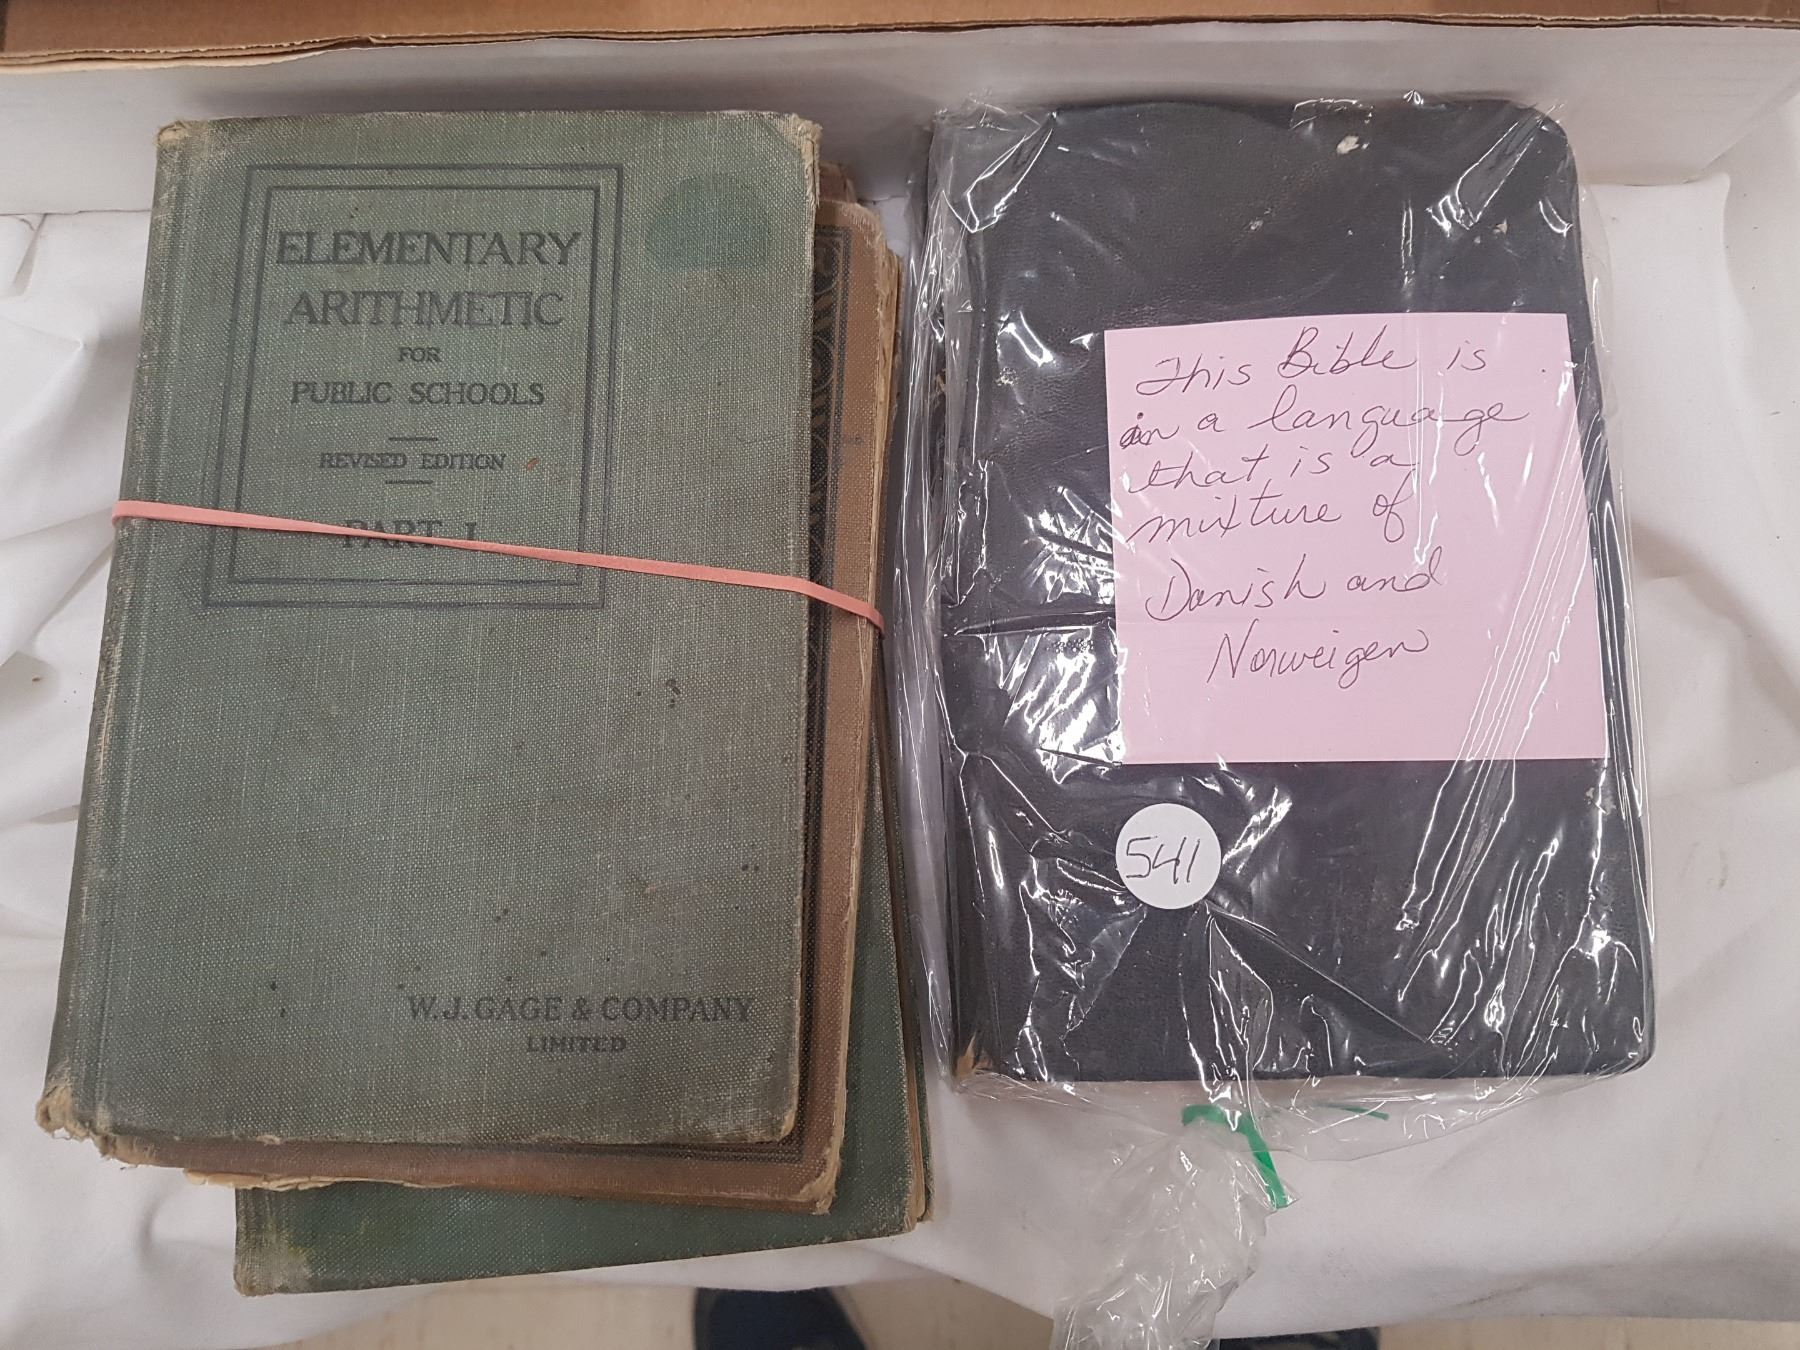 ELEMENTARY
ARITHMETIC
FOR
PUBLIC SCHOOLS
REVISED EDITION
PART I
W. J. GAGE & COMPANY
LIMITED
This Bible is
in a language
that is a
mixture of
Danish and
Norweigen
541